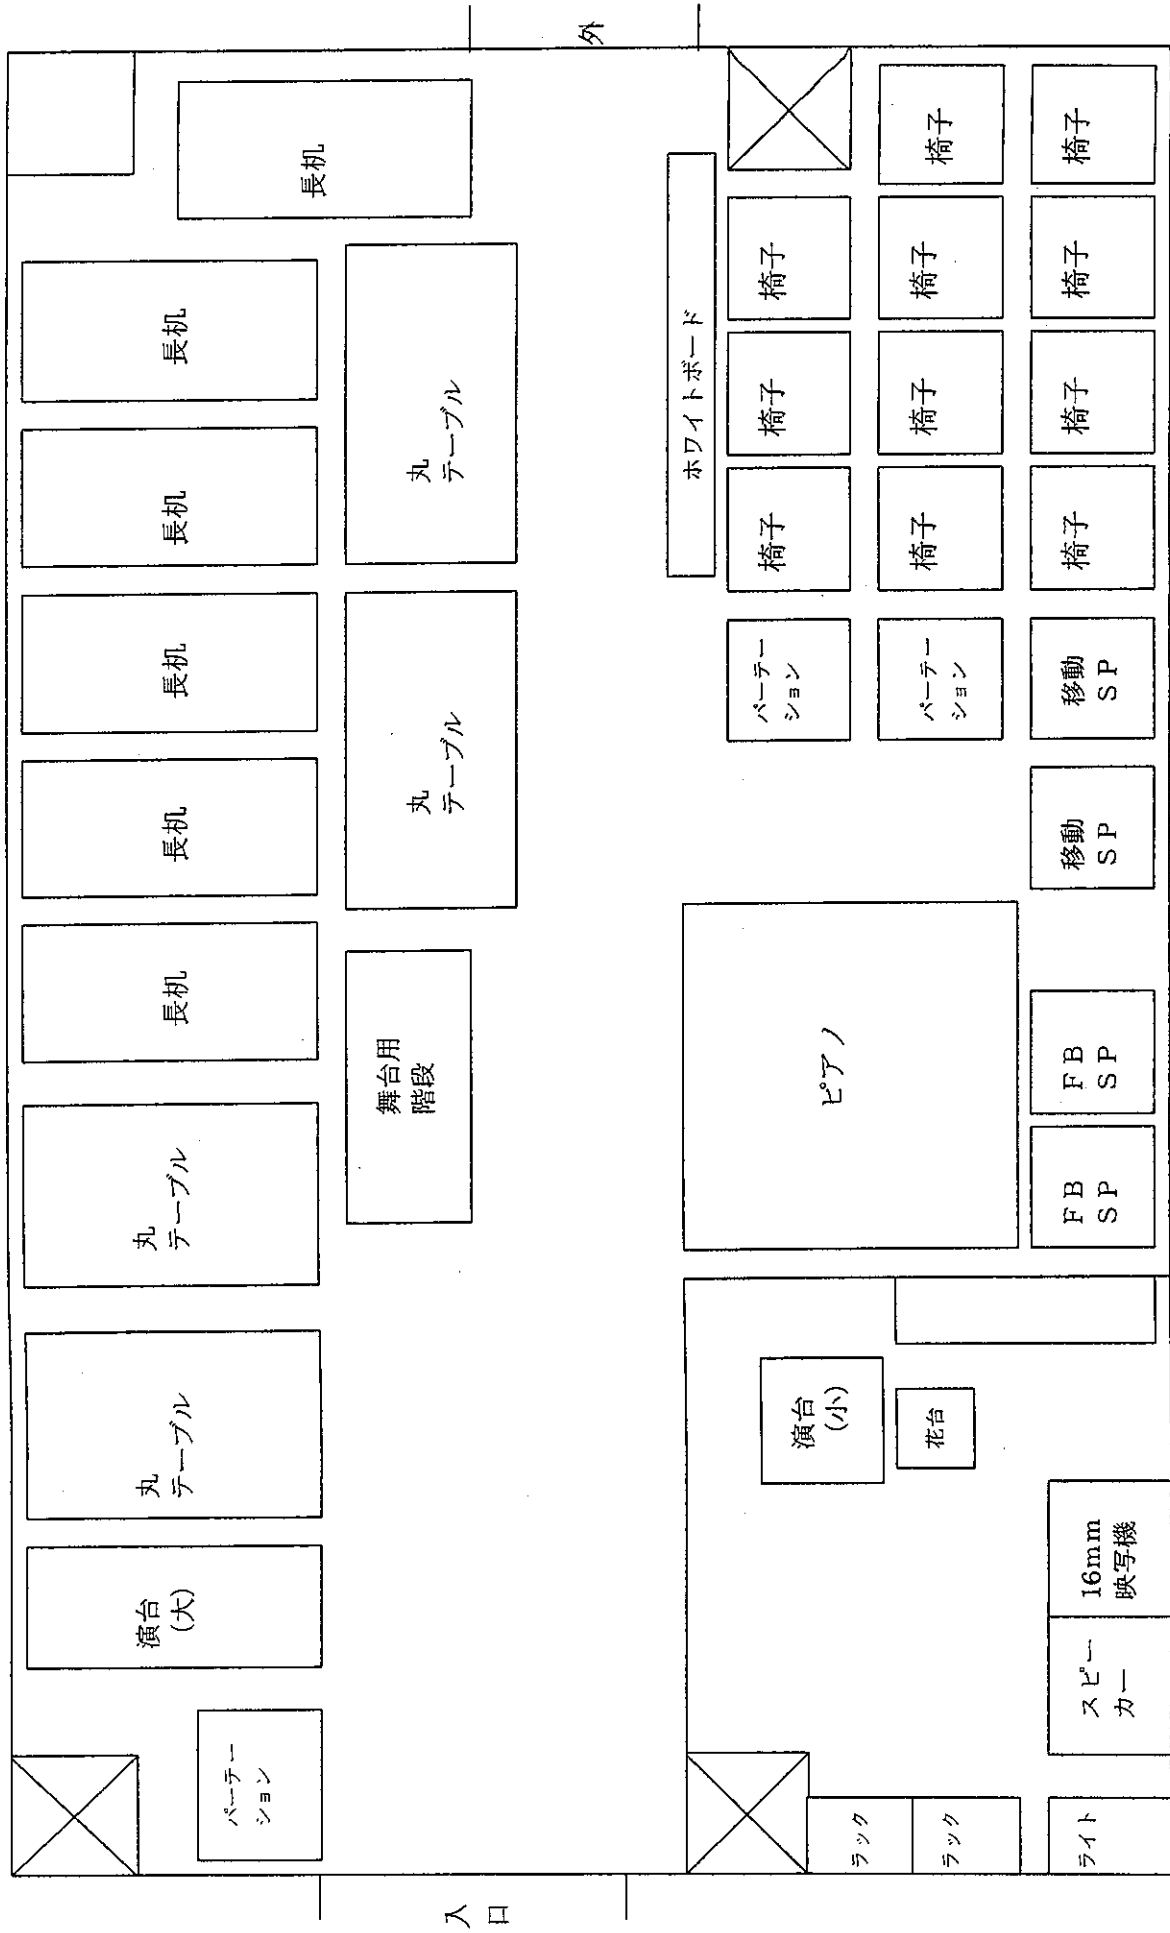 パーテー
ション
演台
(大)
丸
テーブル
丸
テーブル
長机
長机
長机
長机
長机
長机
舞台用
階段
丸
テーブル
丸
テーブル
入
口
外
ホワイトボード
パーテー
ション
椅子
椅子
椅子
ピアノ
パーテー
ション
椅子
椅子
椅子
椅子
演台
(小)
花台
ラック
ラック
ライト
スピー
カー
16mm
映写機
FB
SP
FB
SP
移動
SP
移動
SP
椅子
椅子
椅子
椅子